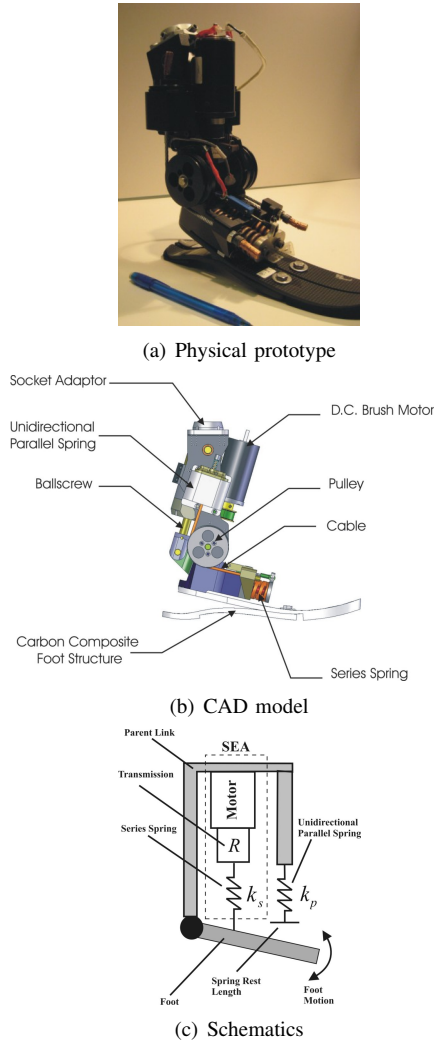 (a) Physical prototype
Socket Adaptor
D.C. Brush Motor
Unidirectional
Parallel Spring
Ballscrew
Pulley
Cable
Carbon Composite
Foot Structure
Series Spring
(b) CAD model
Parent Link
SEA
Transmission
Motor
Series Spring
R
Unidirectional
Parallel Spring
k_s
k_p
Foot
Spring Rest
Length
Foot
Motion
(c) Schematics